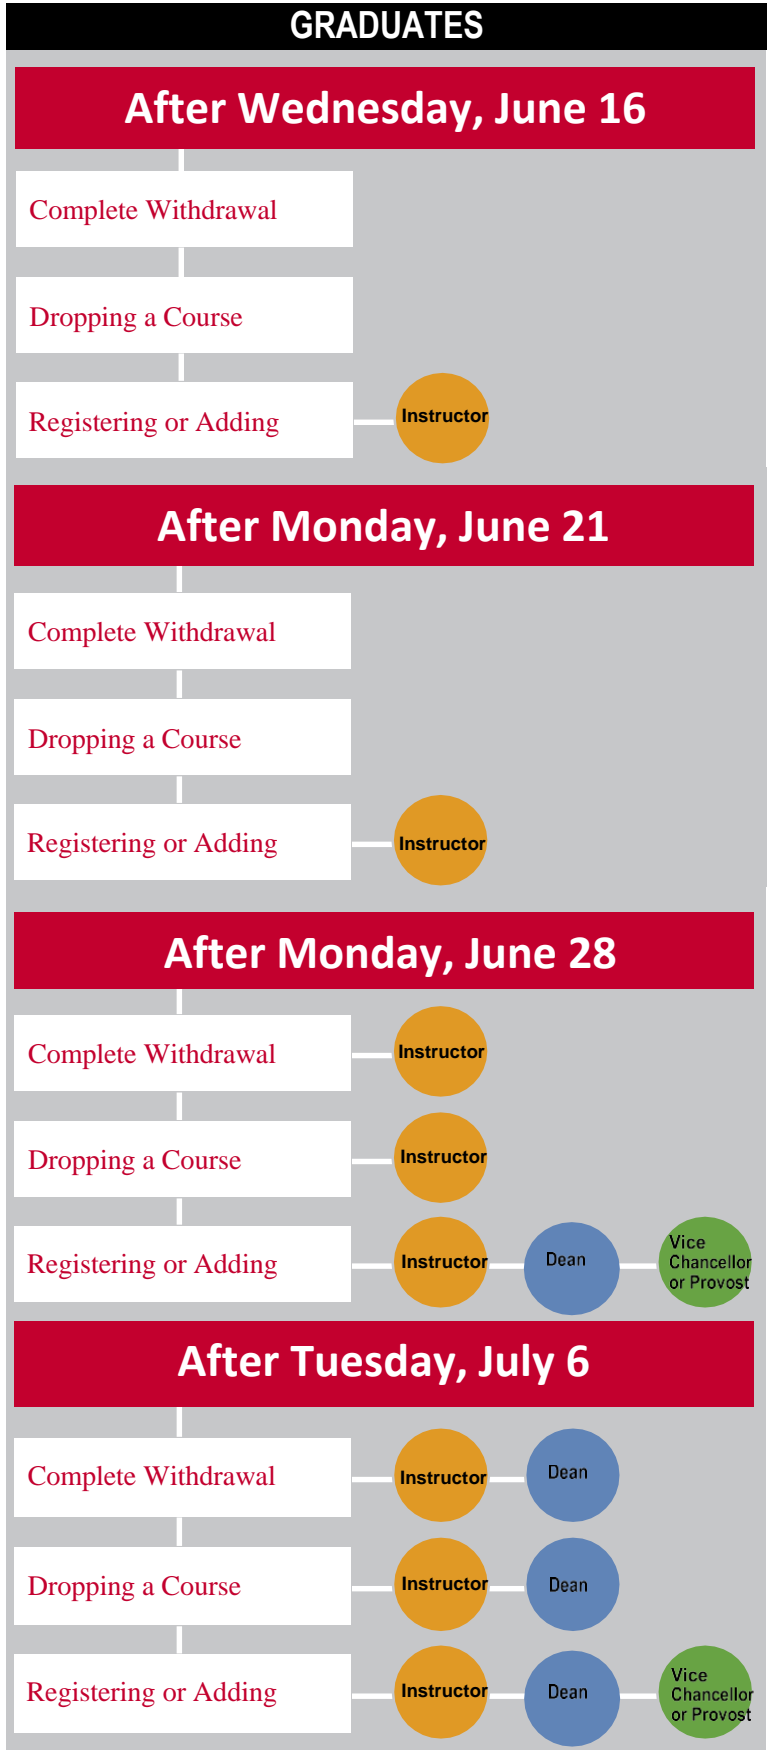 GRADUATES
After Wednesday, June 16
Complete Withdrawal
Dropping a Course
Registering or Adding
Instructor
After Monday, June 21
Complete Withdrawal
Dropping a Course
Registering or Adding
Instructor
After Monday, June 28
Complete Withdrawal
Instructor
Dropping a Course
Instructor
Registering or Adding
Instructor
Dean
Vice
Chancellor
or Provost
After Tuesday, July 6
Complete Withdrawal
Instructor
Dean
Dropping a Course
Instructor
Dean
Registering or Adding
Instructor
Dean
Vice
Chancellor
or Provost